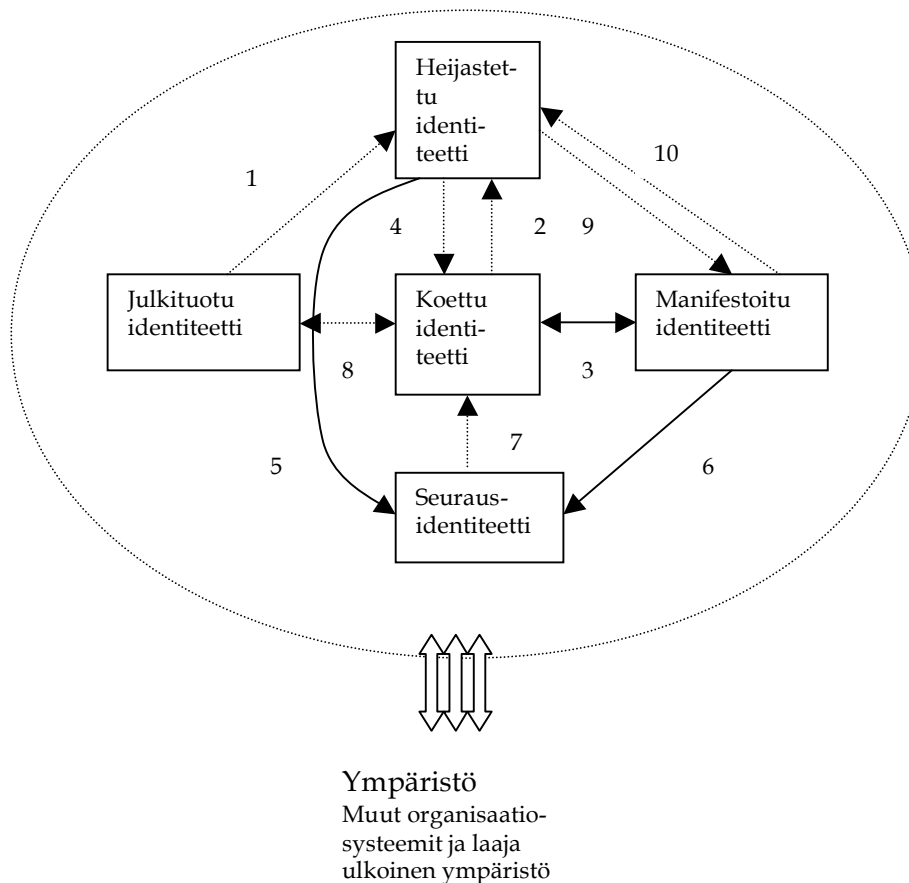 Heijastet-
tu
identi-
teetti
1
10
4
2
9
Julkituotu
identiteetti
Koettu
identi-
teetti
Manifestoitu
identiteetti
8
3
7
5
6
Seuraus-
identiteetti
Ympäristö
Muut organisaatio-
systeemit ja laaja
ulkoinen ympäristö